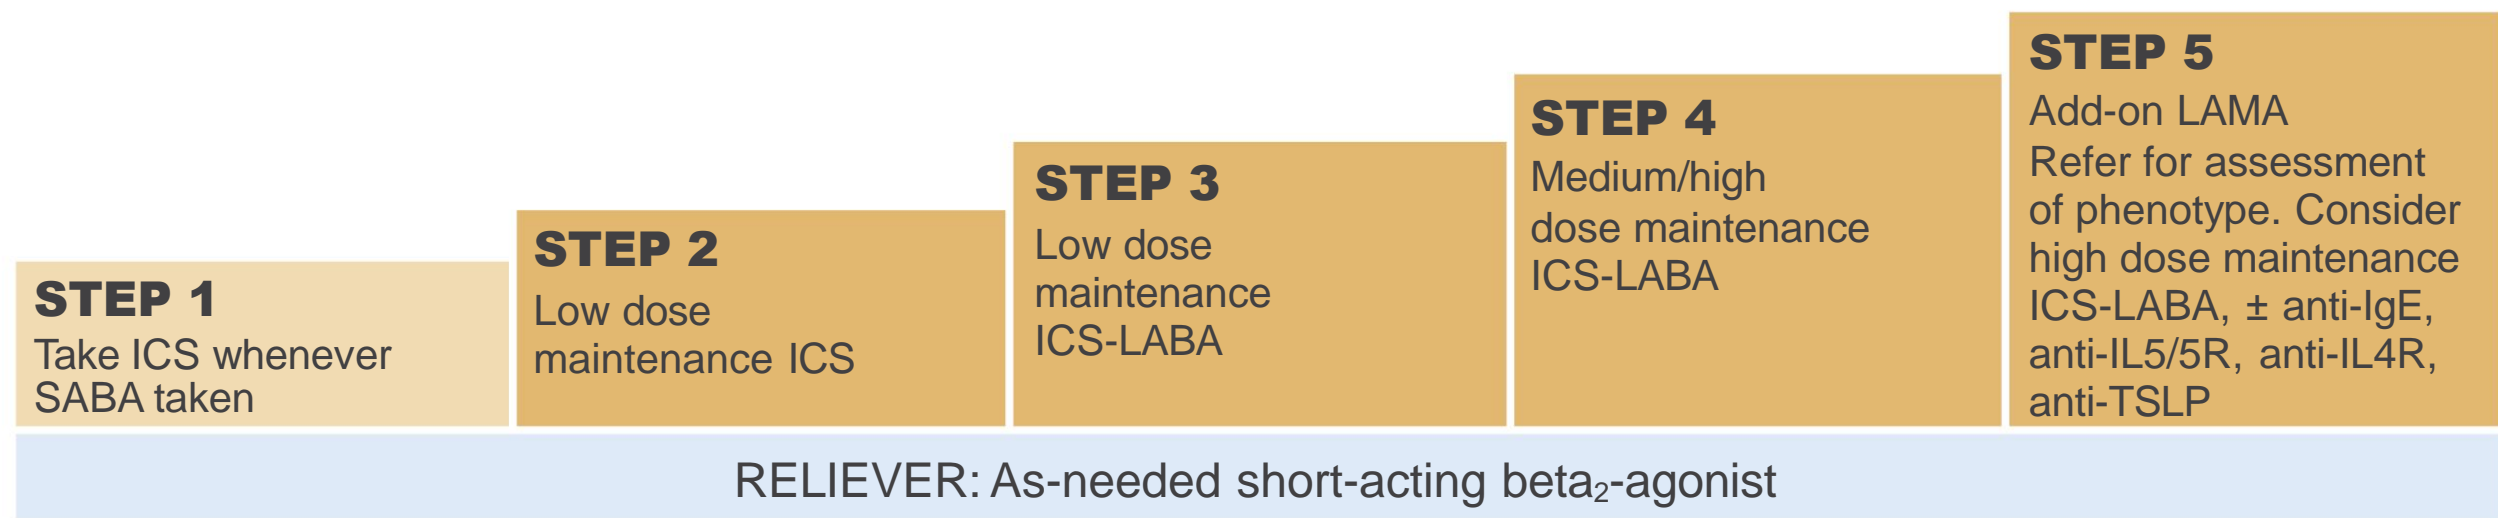 STEP 1
Take ICS whenever
SABA taken
STEP 2
Low dose
maintenance ICS
STEP 3
Low dose
maintenance
ICS-LABA
STEP 4
Medium/high
dose maintenance
ICS-LABA
STEP 5
Add-on LAMA
Refer for assessment
of phenotype. Consider
high dose maintenance
ICS-LABA, ± anti-IgE,
anti-IL5/5R, anti-IL4R,
anti-TSLP
RELIEVER: As-needed short-acting beta₂-agonist